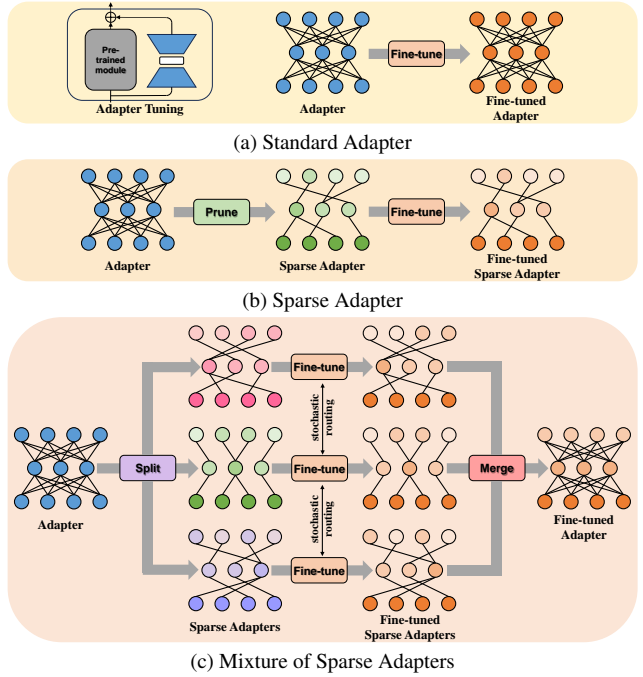 Pre-
trained
module
Adapter Tuning
Adapter
Fine-tune
Fine-tuned
Adapter
(a) Standard Adapter
Adapter
Prune
Sparse Adapter
Fine-tune
Fine-tuned
Sparse Adapter
(b) Sparse Adapter
Adapter
Split
Fine-tune
stochastic
routing
Fine-tune
stochastic
routing
Fine-tune
Sparse Adapters
Fine-tuned
Sparse Adapters
Merge
Fine-tuned
Adapter
(c) Mixture of Sparse Adapters